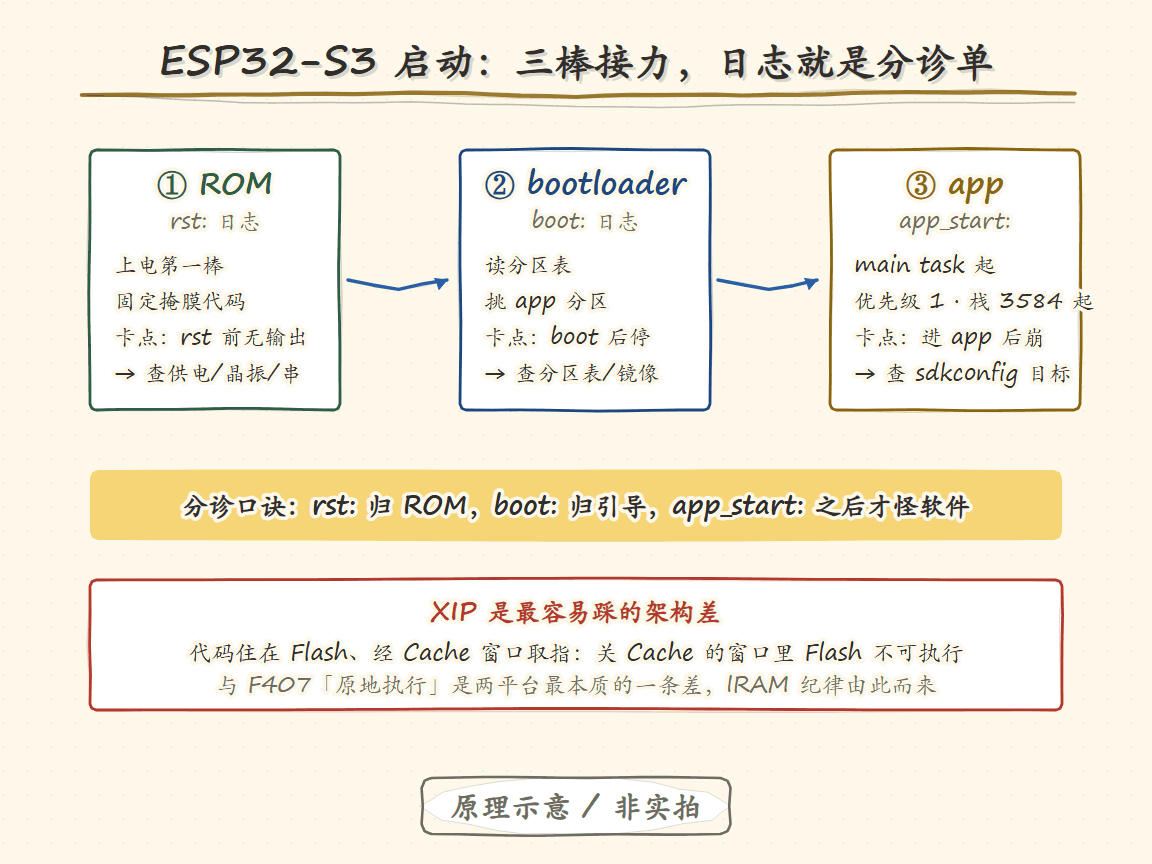 ESP32-S3 启动：三棒接力，日志就是分诊单
① ROM
rst: 日志
上电第一棒
固定掩膜代码
卡点：rst 前无输出
→ 查供电/晶振/串
② bootloader
boot: 日志
读分区表
挑 app 分区
卡点：boot 后停
→ 查分区表/镜像
③ app
app_start:
main task 起
优先级 1 · 栈 3584 起
卡点：进 app 后崩
→ 查 sdkconfig 目标
分诊口诀：rst: 归 ROM，boot: 归引导，app_start: 之后才怪软件
XIP 是最容易踩的架构差
代码住在 Flash、经 Cache 窗口取指：关 Cache 的窗口里 Flash 不可执行
与 F407「原地执行」是两平台最本质的一条差，IRAM 纪律由此而来
原理示意 / 非实拍